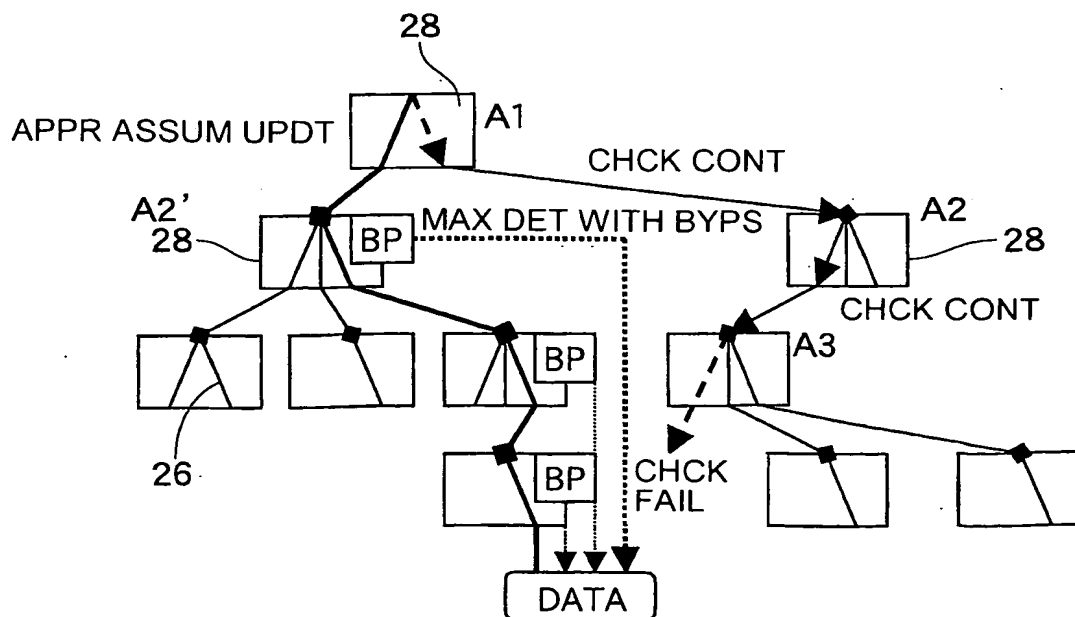 28
A1
APPR ASSUM UPDT
CHCK CONT
A2'
28
BP
MAX DET WITH BYPS
A2
28
CHCK CONT
BP
A3
26
BP
CHCK
FAIL
DATA